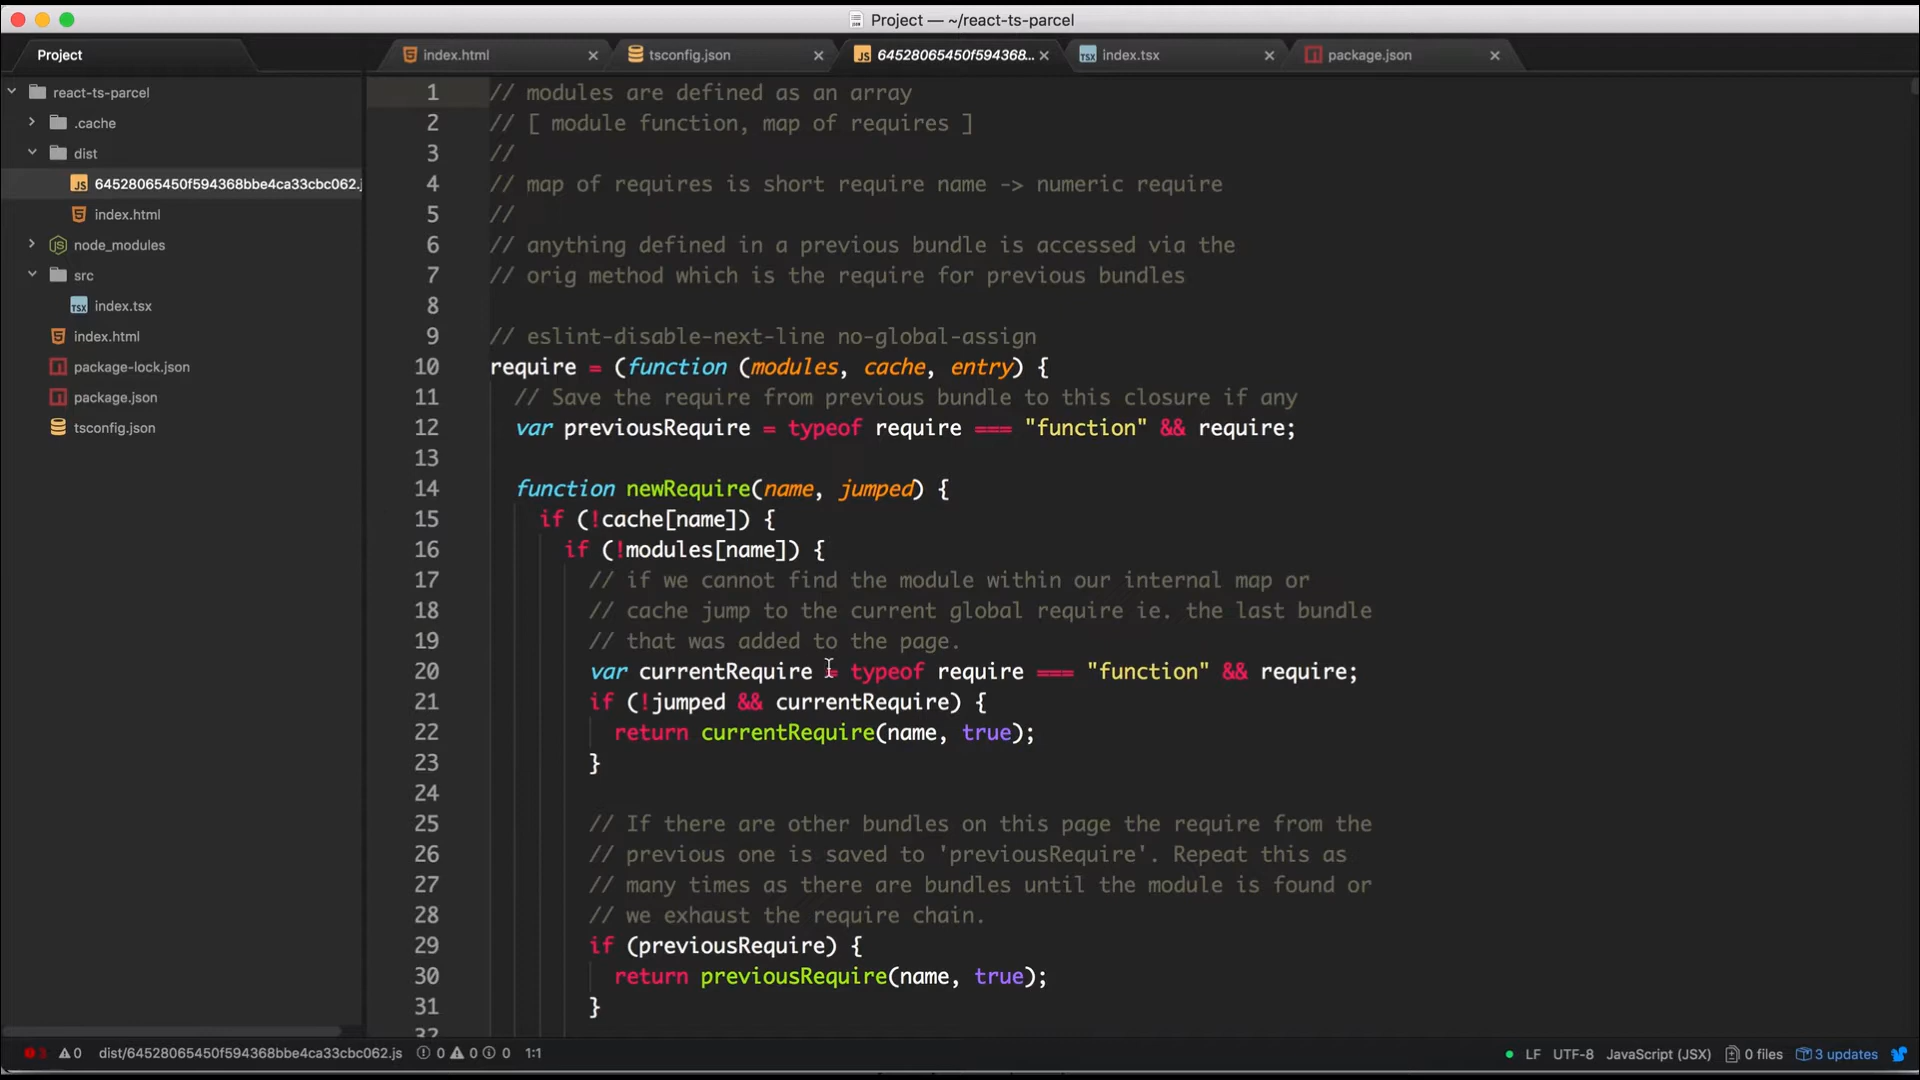 Project — ~/react-ts-parcel
Project
index.html
tsconfig.json
64528065450f594368...
index.tsx
package.json
react-ts-parcel
.cache
dist
64528065450f594368bbe4ca33cbc062.j
index.html
node_modules
src
index.tsx
index.html
package-lock.json
package.json
tsconfig.json
1 // modules are defined as an array
2 // [ module function, map of requires ]
3 //
4 // map of requires is short require name -> numeric require
5 //
6 // anything defined in a previous bundle is accessed via the
7 // orig method which is the require for previous bundles
8
9 // eslint-disable-next-line no-global-assign
10 require = (function (modules, cache, entry) {
11 // Save the require from previous bundle to this closure if any
12 var previousRequire = typeof require === "function" && require;
13
14 function newRequire(name, jumped) {
15 if (!cache[name]) {
16 if (!modules[name]) {
17 // if we cannot find the module within our internal map or
18 // cache jump to the current global require ie. the last bundle
19 // that was added to the page.
20 var currentRequire = typeof require === "function" && require;
21 if (!jumped && currentRequire) {
22 return currentRequire(name, true);
23 }
24
25 // If there are other bundles on this page the require from the
26 // previous one is saved to 'previousRequire'. Repeat this as
27 // many times as there are bundles until the module is found or
28 // we exhaust the require chain.
29 if (previousRequire) {
30 return previousRequire(name, true);
31 }
32
0 dist/64528065450f594368bbe4ca33cbc062.js 0 0 0 1:1
LF UTF-8 JavaScript (JSX) 0 files 3 updates